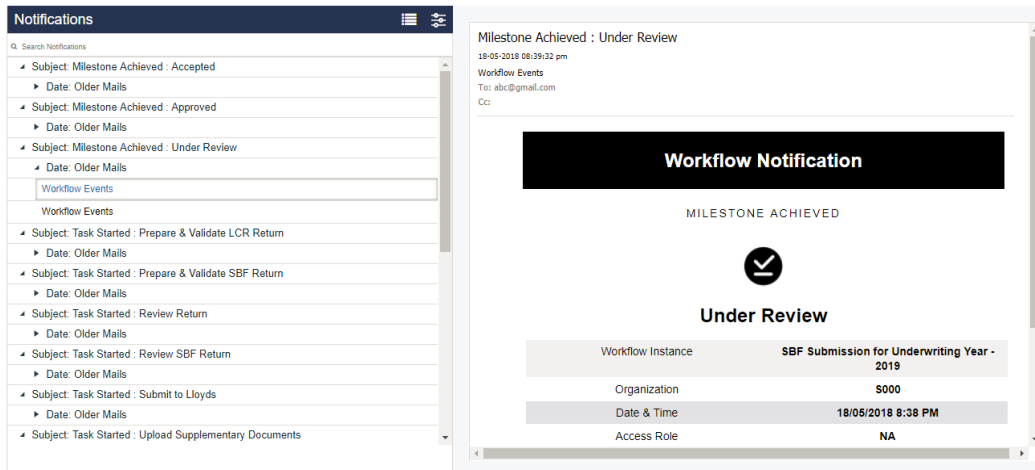 Notifications
Search Notifications
Subject: Milestone Achieved : Accepted
Date: Older Mails
Subject: Milestone Achieved : Approved
Date: Older Mails
Subject: Milestone Achieved : Under Review
Date: Older Mails
Workflow Events
Workflow Events
Subject: Task Started : Prepare & Validate LCR Return
Date: Older Mails
Subject: Task Started : Prepare & Validate SBF Return
Date: Older Mails
Subject: Task Started : Review Return
Date: Older Mails
Subject: Task Started : Review SBF Return
Date: Older Mails
Subject: Task Started : Submit to Lloyds
Date: Older Mails
Subject: Task Started : Upload Supplementary Documents
Milestone Achieved : Under Review
18-05-2018 08:39:32 pm
Workflow Events
To: abc@gmail.com
Cc:
Workflow Notification
MILESTONE ACHIEVED
Under Review
Workflow Instance SBF Submission for Underwriting Year -
2019
Organization S000
Date & Time 18/05/2018 8:38 PM
Access Role NA